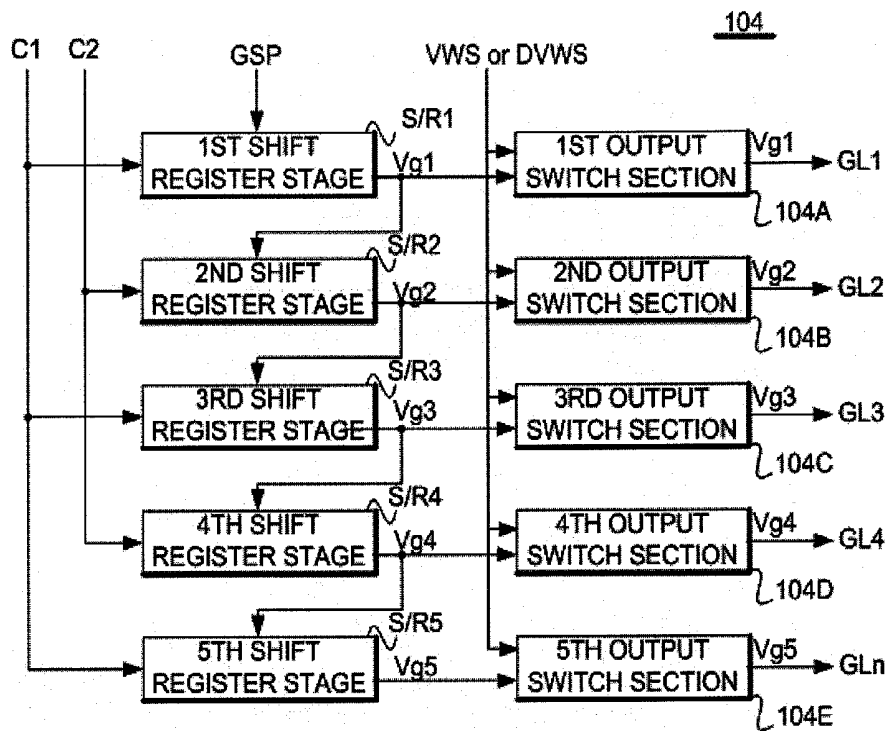 104
C1 C2 GSP VWS or DVWS
S/R1
1ST SHIFT
REGISTER STAGE
Vg1
1ST OUTPUT
SWITCH SECTION
Vg1
GL1
104A
S/R2
2ND SHIFT
REGISTER STAGE
Vg2
2ND OUTPUT
SWITCH SECTION
Vg2
GL2
104B
S/R3
3RD SHIFT
REGISTER STAGE
Vg3
3RD OUTPUT
SWITCH SECTION
Vg3
GL3
104C
S/R4
4TH SHIFT
REGISTER STAGE
Vg4
4TH OUTPUT
SWITCH SECTION
Vg4
GL4
104D
S/R5
5TH SHIFT
REGISTER STAGE
Vg5
5TH OUTPUT
SWITCH SECTION
Vg5
GLn
104E